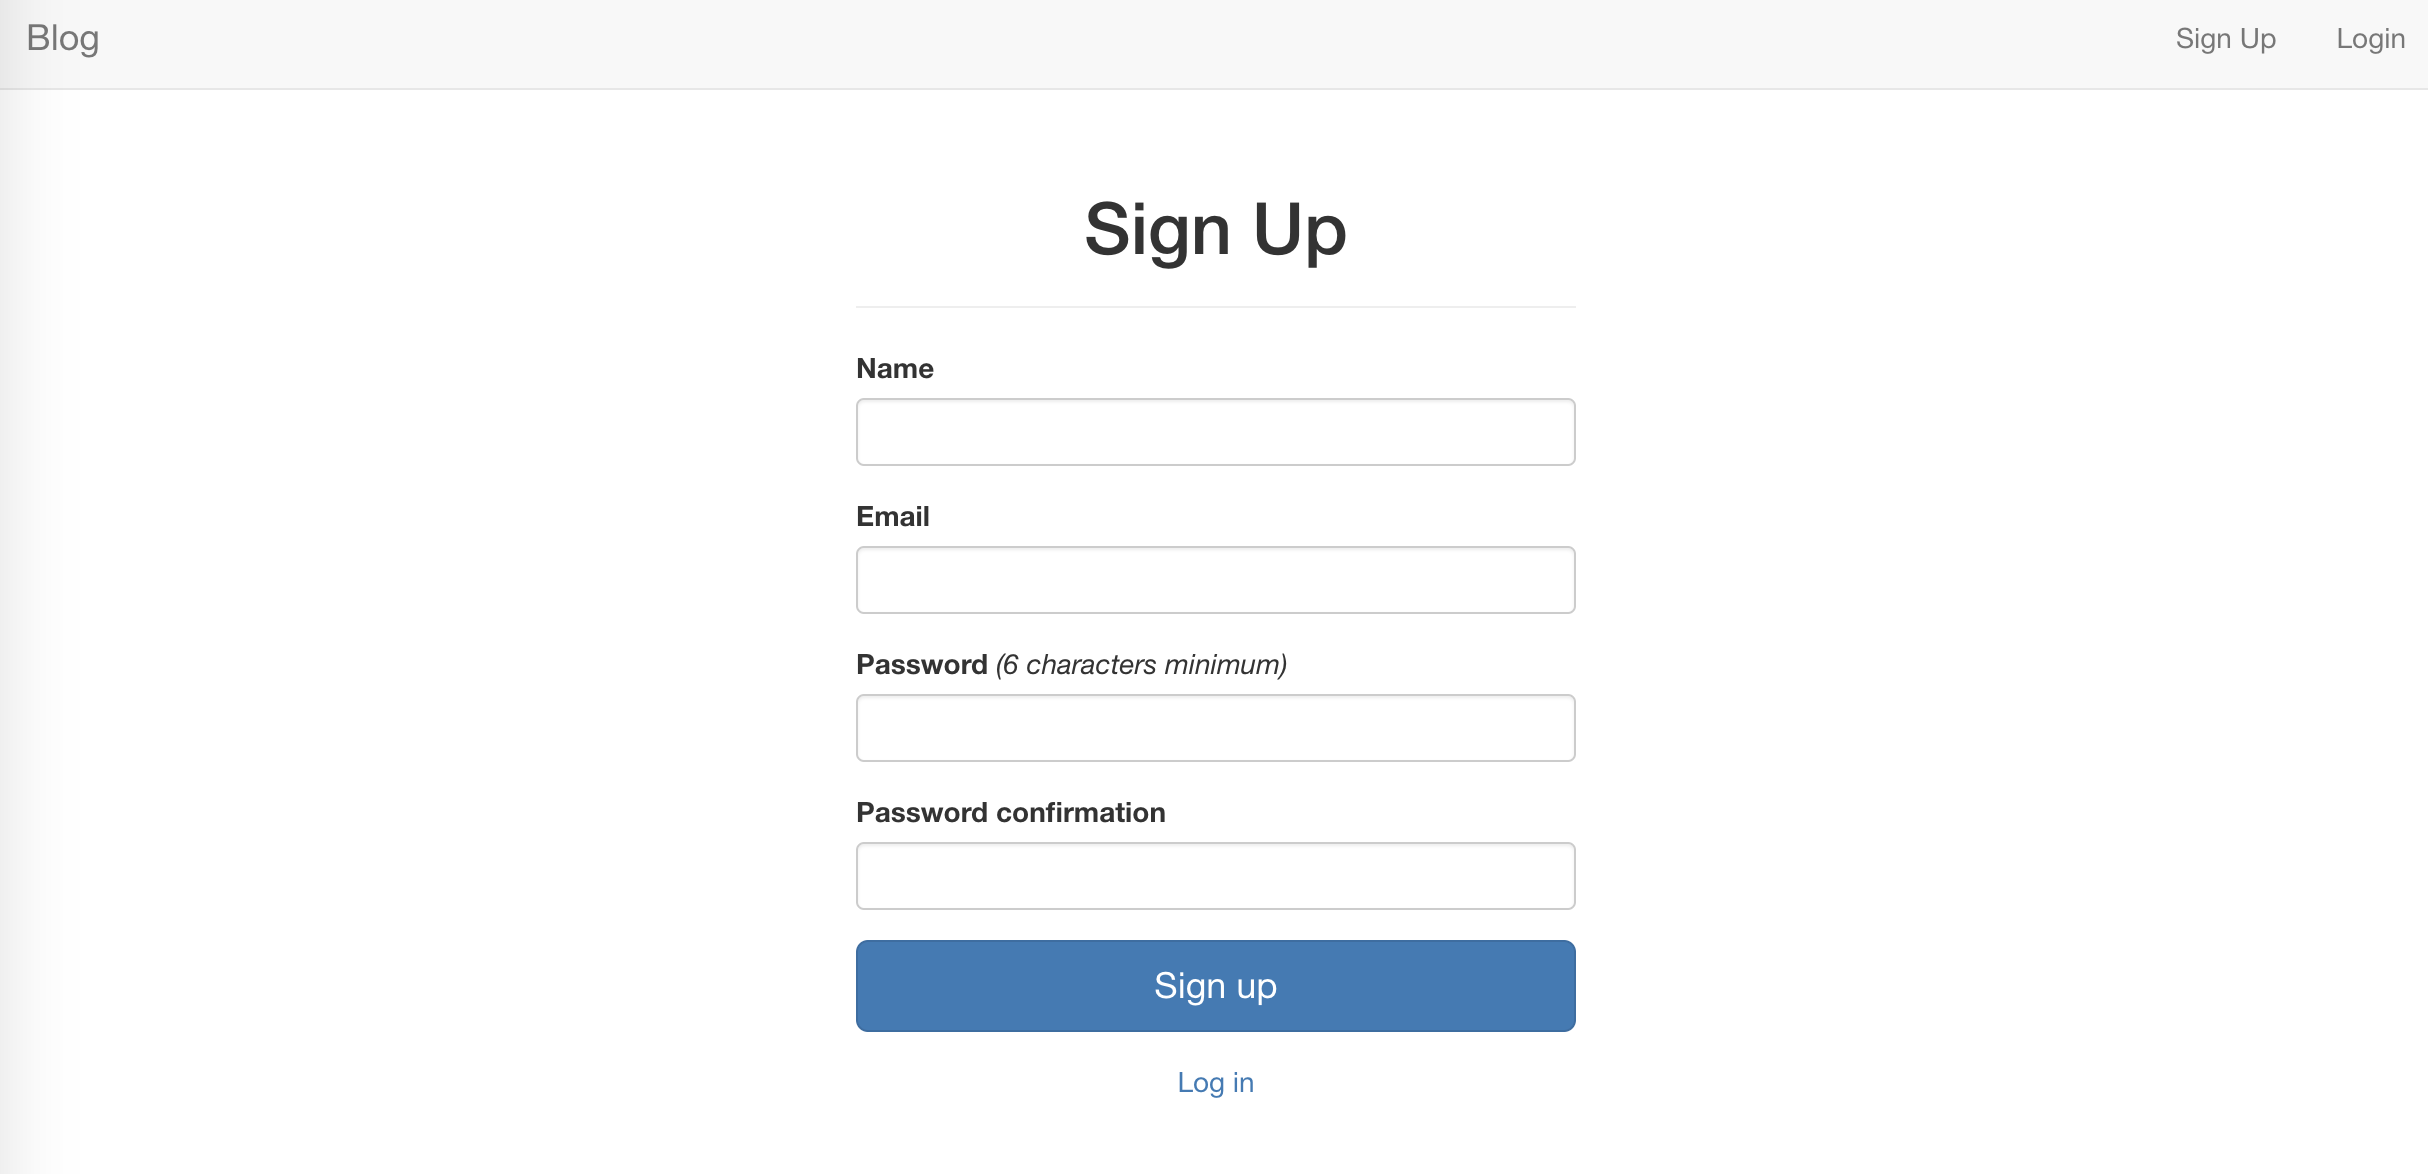 Blog Sign Up Login
Sign Up
Name
Email
Password (6 characters minimum)
Password confirmation
Sign up
Log in